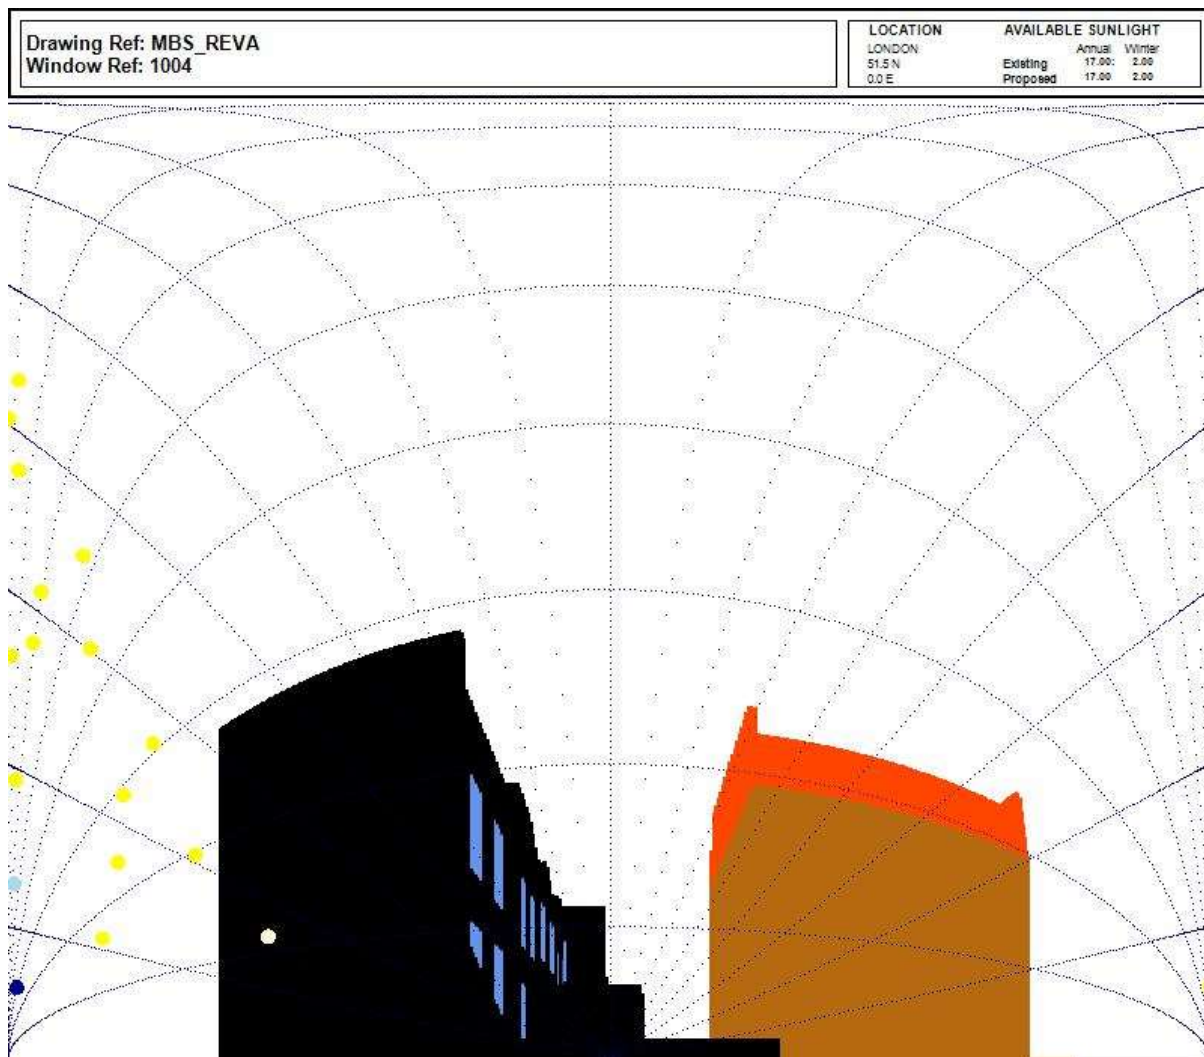 Drawing Ref: MBS_REVA
Window Ref: 1004
LOCATION
LONDON
51.5 N
0.0 E
AVAILABLE SUNLIGHT
Annual Winter
Existing 17.00: 2.00
Proposed 17.00 2.00